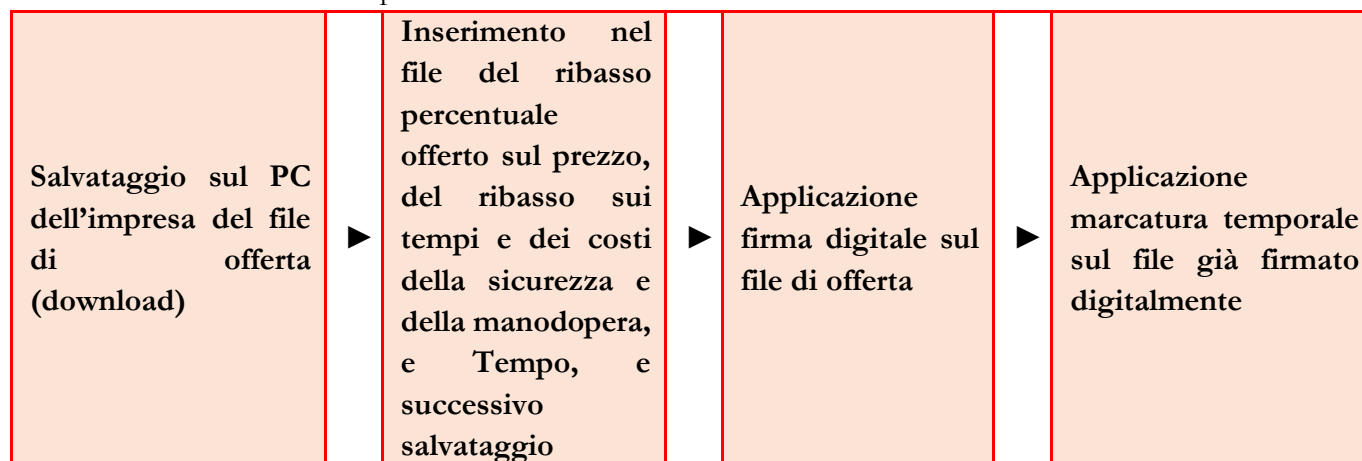 Salvataggio sul PC
dell’impresa del file
di offerta
(download)
►
Inserimento nel
file del ribasso
percentuale
offerto sul prezzo,
del ribasso sui
tempi e dei costi
della sicurezza e
della manodopera,
e Tempo, e
successivo
salvataggio
►
Applicazione
firma digitale sul
file di offerta
►
Applicazione
marcatura temporale
sul file già firmato
digitalmente